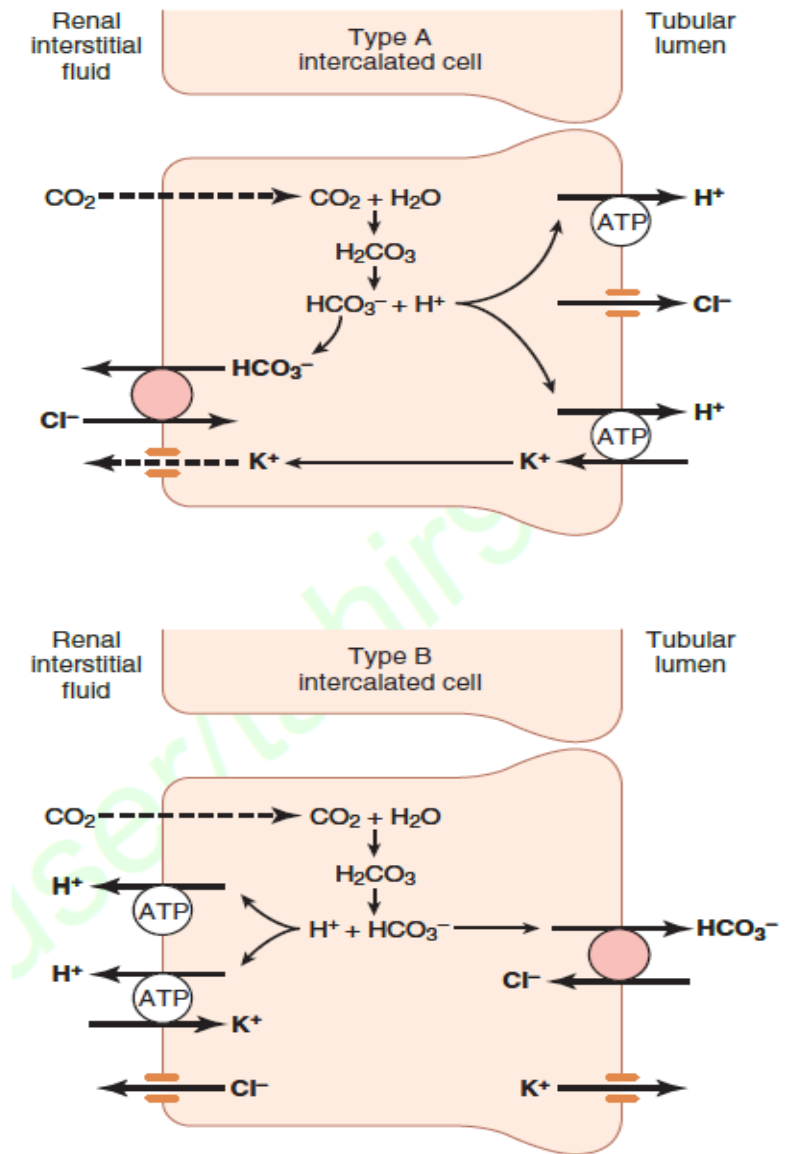 Renal
interstitial
fluid
Type A
intercalated cell
Tubular
lumen
CO₂
CO₂ + H₂O
H₂CO₃
HCO₃⁻ + H⁺
HCO₃⁻
Cl⁻
K⁺
K⁺
H⁺
ATP
Cl⁻
H⁺
ATP
Renal
interstitial
fluid
Type B
intercalated cell
Tubular
lumen
CO₂
CO₂ + H₂O
H₂CO₃
H⁺ + HCO₃⁻
H⁺
ATP
H⁺
ATP
K⁺
Cl⁻
HCO₃⁻
Cl⁻
K⁺